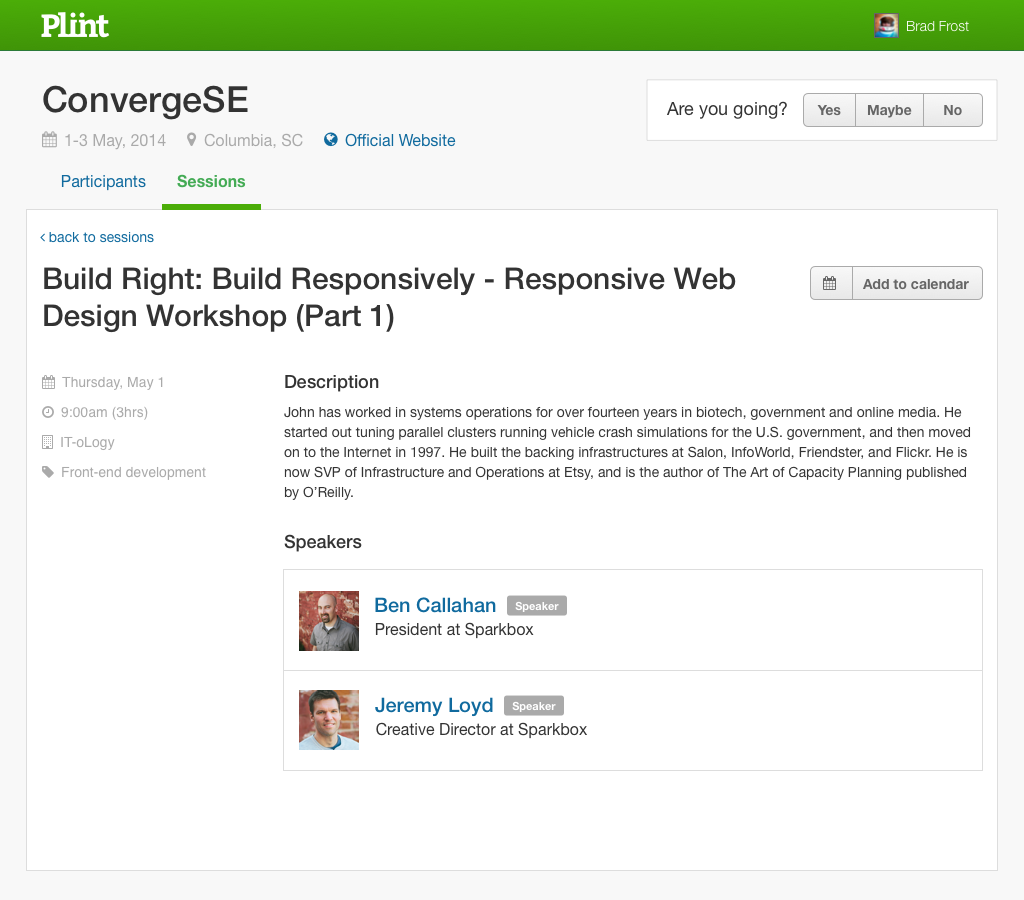 Plint
Brad Frost
ConvergeSE
Are you going?
Yes Maybe No
1-3 May, 2014 Columbia, SC Official Website
Participants Sessions
‹ back to sessions
Build Right: Build Responsively - Responsive Web
Design Workshop (Part 1)
Add to calendar
Thursday, May 1
9:00am (3hrs)
IT-oLogy
Front-end development
Description
John has worked in systems operations for over fourteen years in biotech, government and online media. He
started out tuning parallel clusters running vehicle crash simulations for the U.S. government, and then moved
on to the Internet in 1997. He built the backing infrastructures at Salon, InfoWorld, Friendster, and Flickr. He is
now SVP of Infrastructure and Operations at Etsy, and is the author of The Art of Capacity Planning published
by O’Reilly.
Speakers
Ben Callahan Speaker
President at Sparkbox
Jeremy Loyd Speaker
Creative Director at Sparkbox